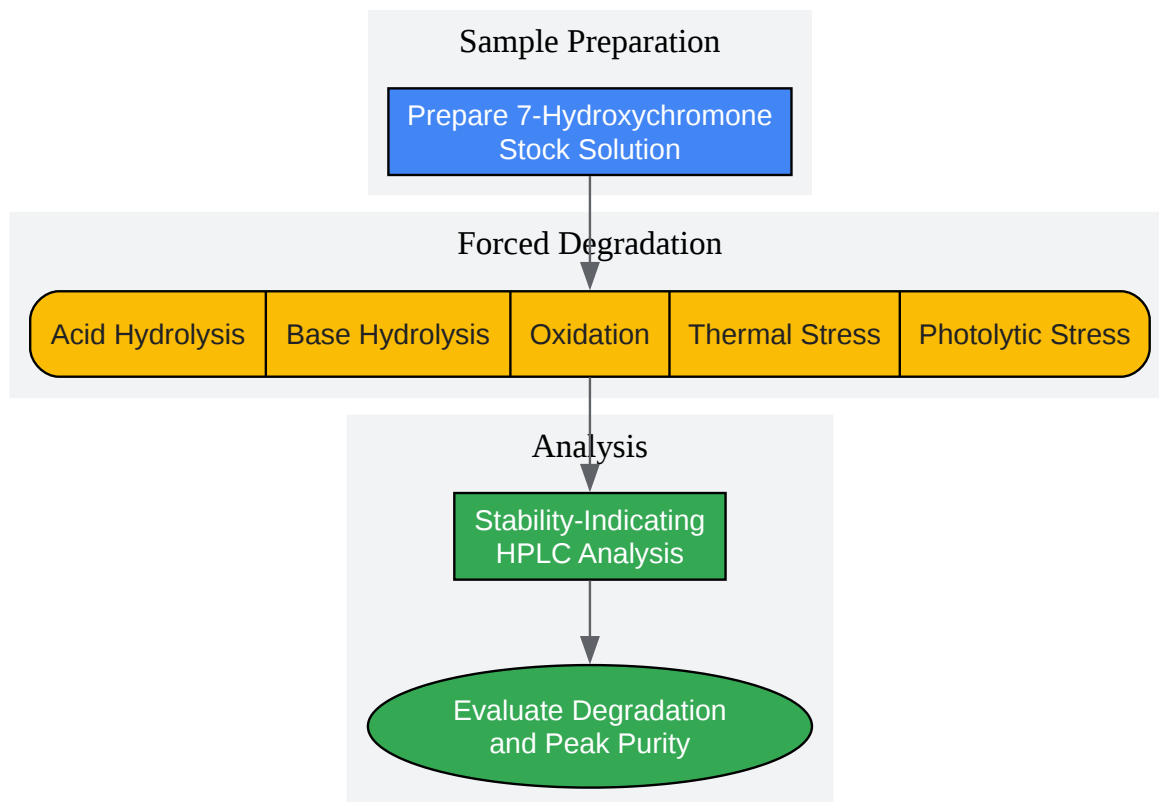 Sample Preparation
Prepare 7-Hydroxychromone
Stock Solution
Forced Degradation
Acid Hydrolysis
Base Hydrolysis
Oxidation
Thermal Stress
Photolytic Stress
Analysis
Stability-Indicating
HPLC Analysis
Evaluate Degradation
and Peak Purity